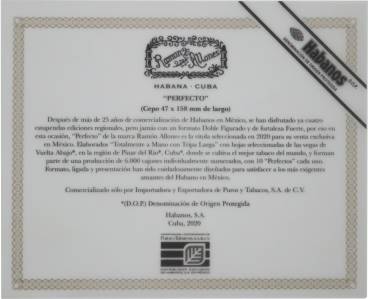 Habanos s.a.
Ramon Allones
HABANA · CUBA
"PERFECTO"
(Cepo 47 x 158 mm de largo)
Después de más de 25 años de comercialización de Habanos en México, se han disfrutado ya cuatro
estupendas ediciones regionales, pero jamás con un formato Doble Figurado y de fortaleza Fuerte, por eso en
esta ocasión, "Perfecto" de la marca Ramón Allones es la vitola seleccionada en 2020 para su venta exclusiva
en México. Elaborados "Totalmente a Mano con Tripa Larga" con hojas seleccionadas de las vegas de
Vuelta Abajo*, en la región de Pinar del Río*, Cuba*, donde se cultiva el mejor tabaco del mundo, y forman
parte de una producción de 6.000 cajones individualmente numerados, con 10 "Perfectos" cada uno.
Formato, ligada y presentación han sido cuidadosamente diseñados para satisfacer a los más exigentes
amantes del Habano en México.
Comercializado sólo por Importadora y Exportadora de Puros y Tabacos, S.A. de C.V.
*(D.O.P.) Denominación de Origen Protegida
Habanos, S.A.
Cuba, 2020